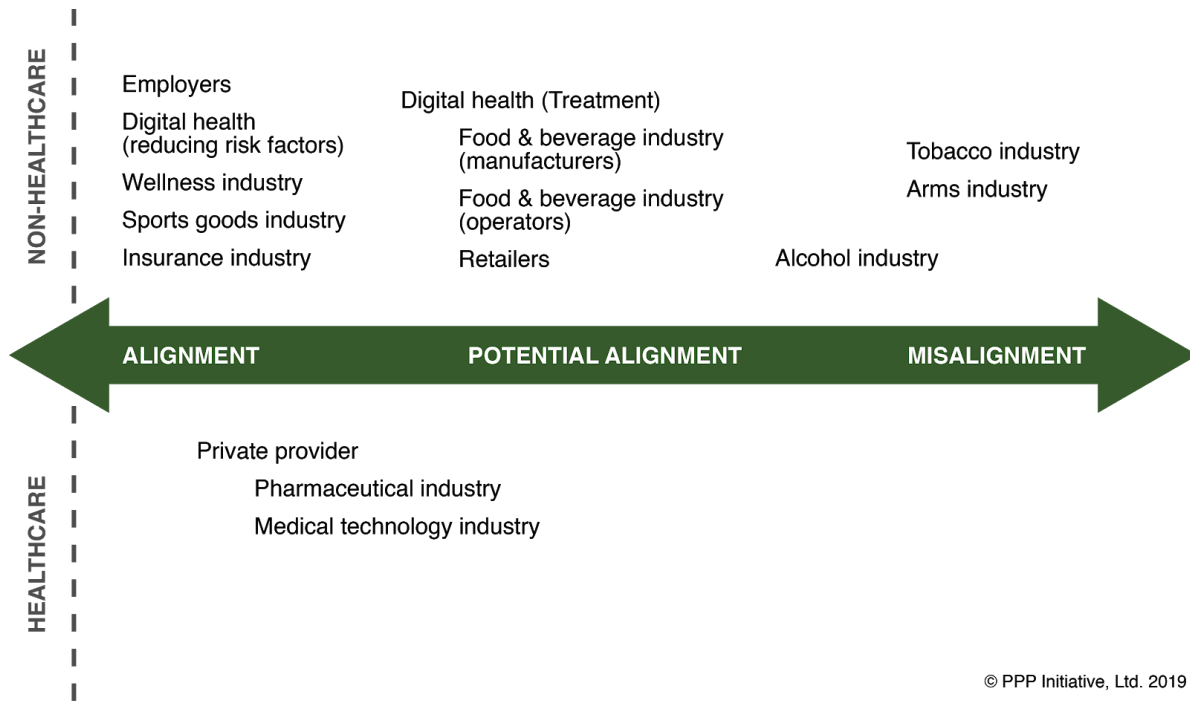 NON-HEALTHCARE
Employers
Digital health
(reducing risk factors)
Wellness industry
Sports goods industry
Insurance industry
Digital health (Treatment)
Food & beverage industry
(manufacturers)
Food & beverage industry
(operators)
Retailers
Tobacco industry
Arms industry
Alcohol industry
ALIGNMENT
POTENTIAL ALIGNMENT
MISALIGNMENT
HEALTHCARE
Private provider
Pharmaceutical industry
Medical technology industry
© PPP Initiative, Ltd. 2019